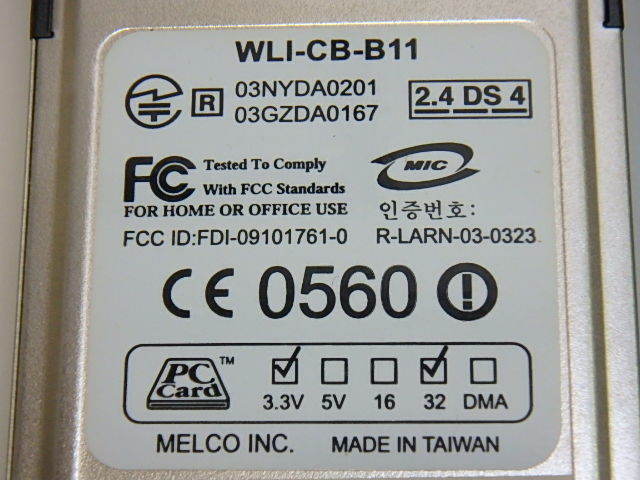 WLI-CB-B11
R 03NYDA0201
03GZDA0167
2.4 DS 4
FC Tested To Comply
With FCC Standards
FOR HOME OR OFFICE USE
FCC ID:FDI-09101761-0
MIC
인증번호:
R-LARN-03-0323
CE 0560 !
PC Card™
3.3V 5V 16 32 DMA
MELCO INC. MADE IN TAIWAN